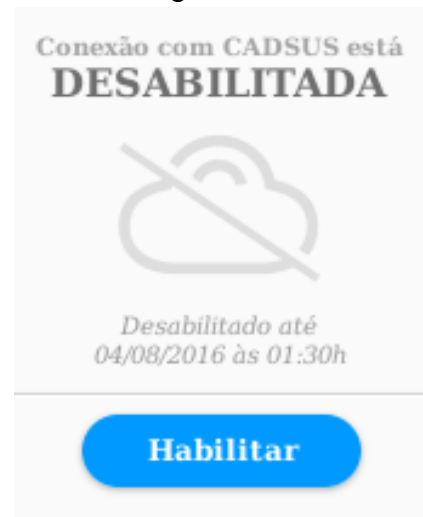 Conexão com CADSUS está
DESABILITADA
Desabilitado até
04/08/2016 às 01:30h
Habilitar